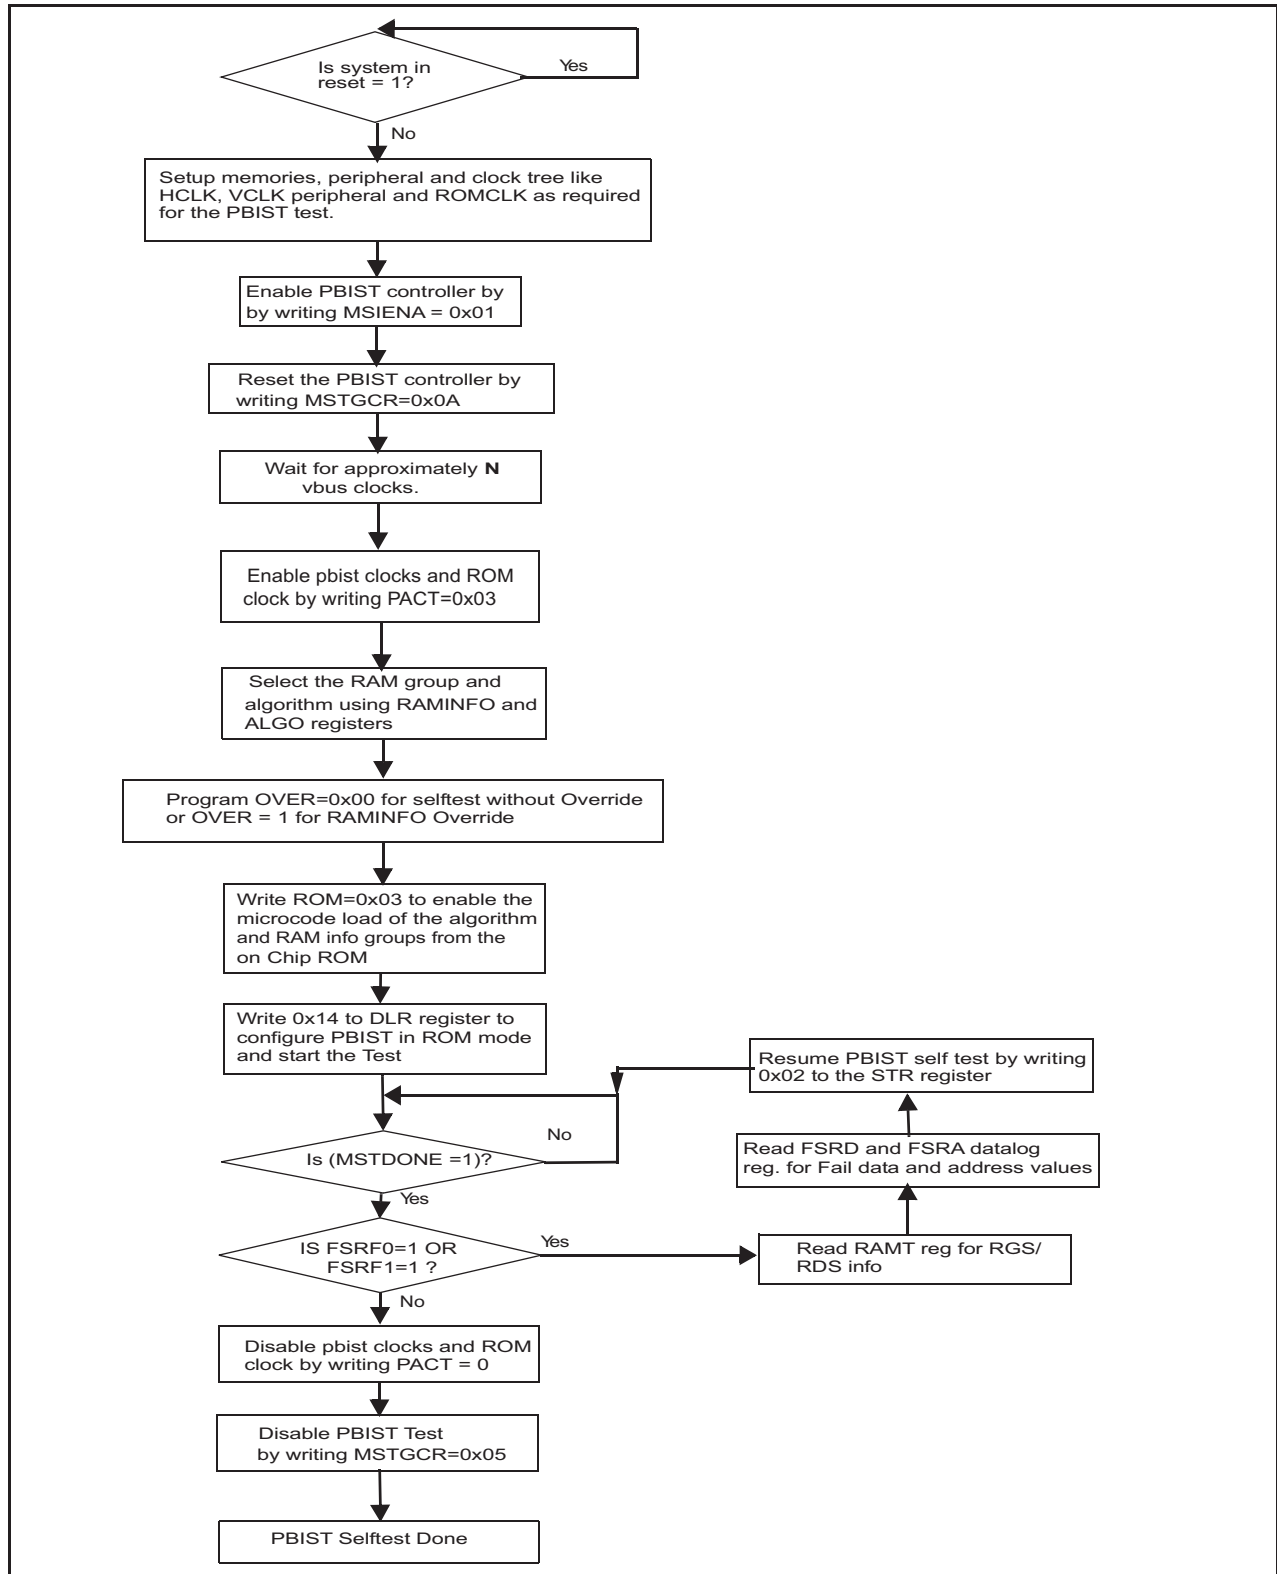 Is system in
reset = 1?
Yes
No
Setup memories, peripheral and clock tree like
HCLK, VCLK peripheral and ROMCLK as required
for the PBIST test.
Enable PBIST controller by
by writing MSIENA = 0x01
Reset the PBIST controller by
writing MSTGCR=0x0A
Wait for approximately N
vbus clocks.
Enable pbist clocks and ROM
clock by writing PACT=0x03
Select the RAM group and
algorithm using RAMINFO and
ALGO registers
Program OVER=0x00 for selftest without Override
or OVER = 1 for RAMINFO Override
Write ROM=0x03 to enable the
microcode load of the algorithm
and RAM info groups from the
on Chip ROM
Write 0x14 to DLR register to
configure PBIST in ROM mode
and start the Test
Is (MSTDONE =1)?
No
Yes
IS FSRF0=1 OR
FSRF1=1 ?
Yes
No
Read RAMT reg for RGS/
RDS info
Read FSRD and FSRA datalog
reg. for Fail data and address values
Resume PBIST self test by writing
0x02 to the STR register
Disable pbist clocks and ROM
clock by writing PACT = 0
Disable PBIST Test
by writing MSTGCR=0x05
PBIST Selftest Done